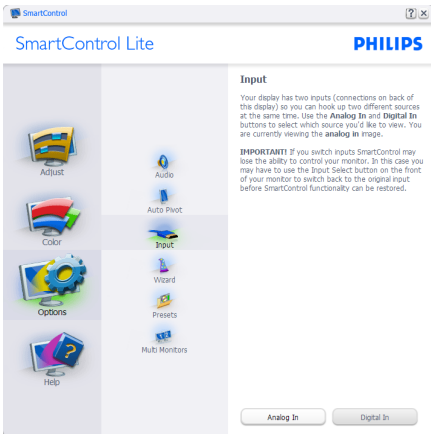 SmartControl
SmartControl Lite
PHILIPS
Adjust
Color
Options
Help
Audio
Auto Pivot
Input
Wizard
Presets
Multi Monitors
Input
Your display has two inputs (connections on back of
this display) so you can hook up two different sources
at the same time. Use the Analog In and Digital In
buttons to select which source you'd like to view. You
are currently viewing the analog in image.
IMPORTANT! If you switch inputs SmartControl may
lose the ability to control your monitor. In this case you
may have to use the Input Select button on the front
of your monitor to switch back to the original input
before SmartControl functionality can be restored.
Analog In
Digital In